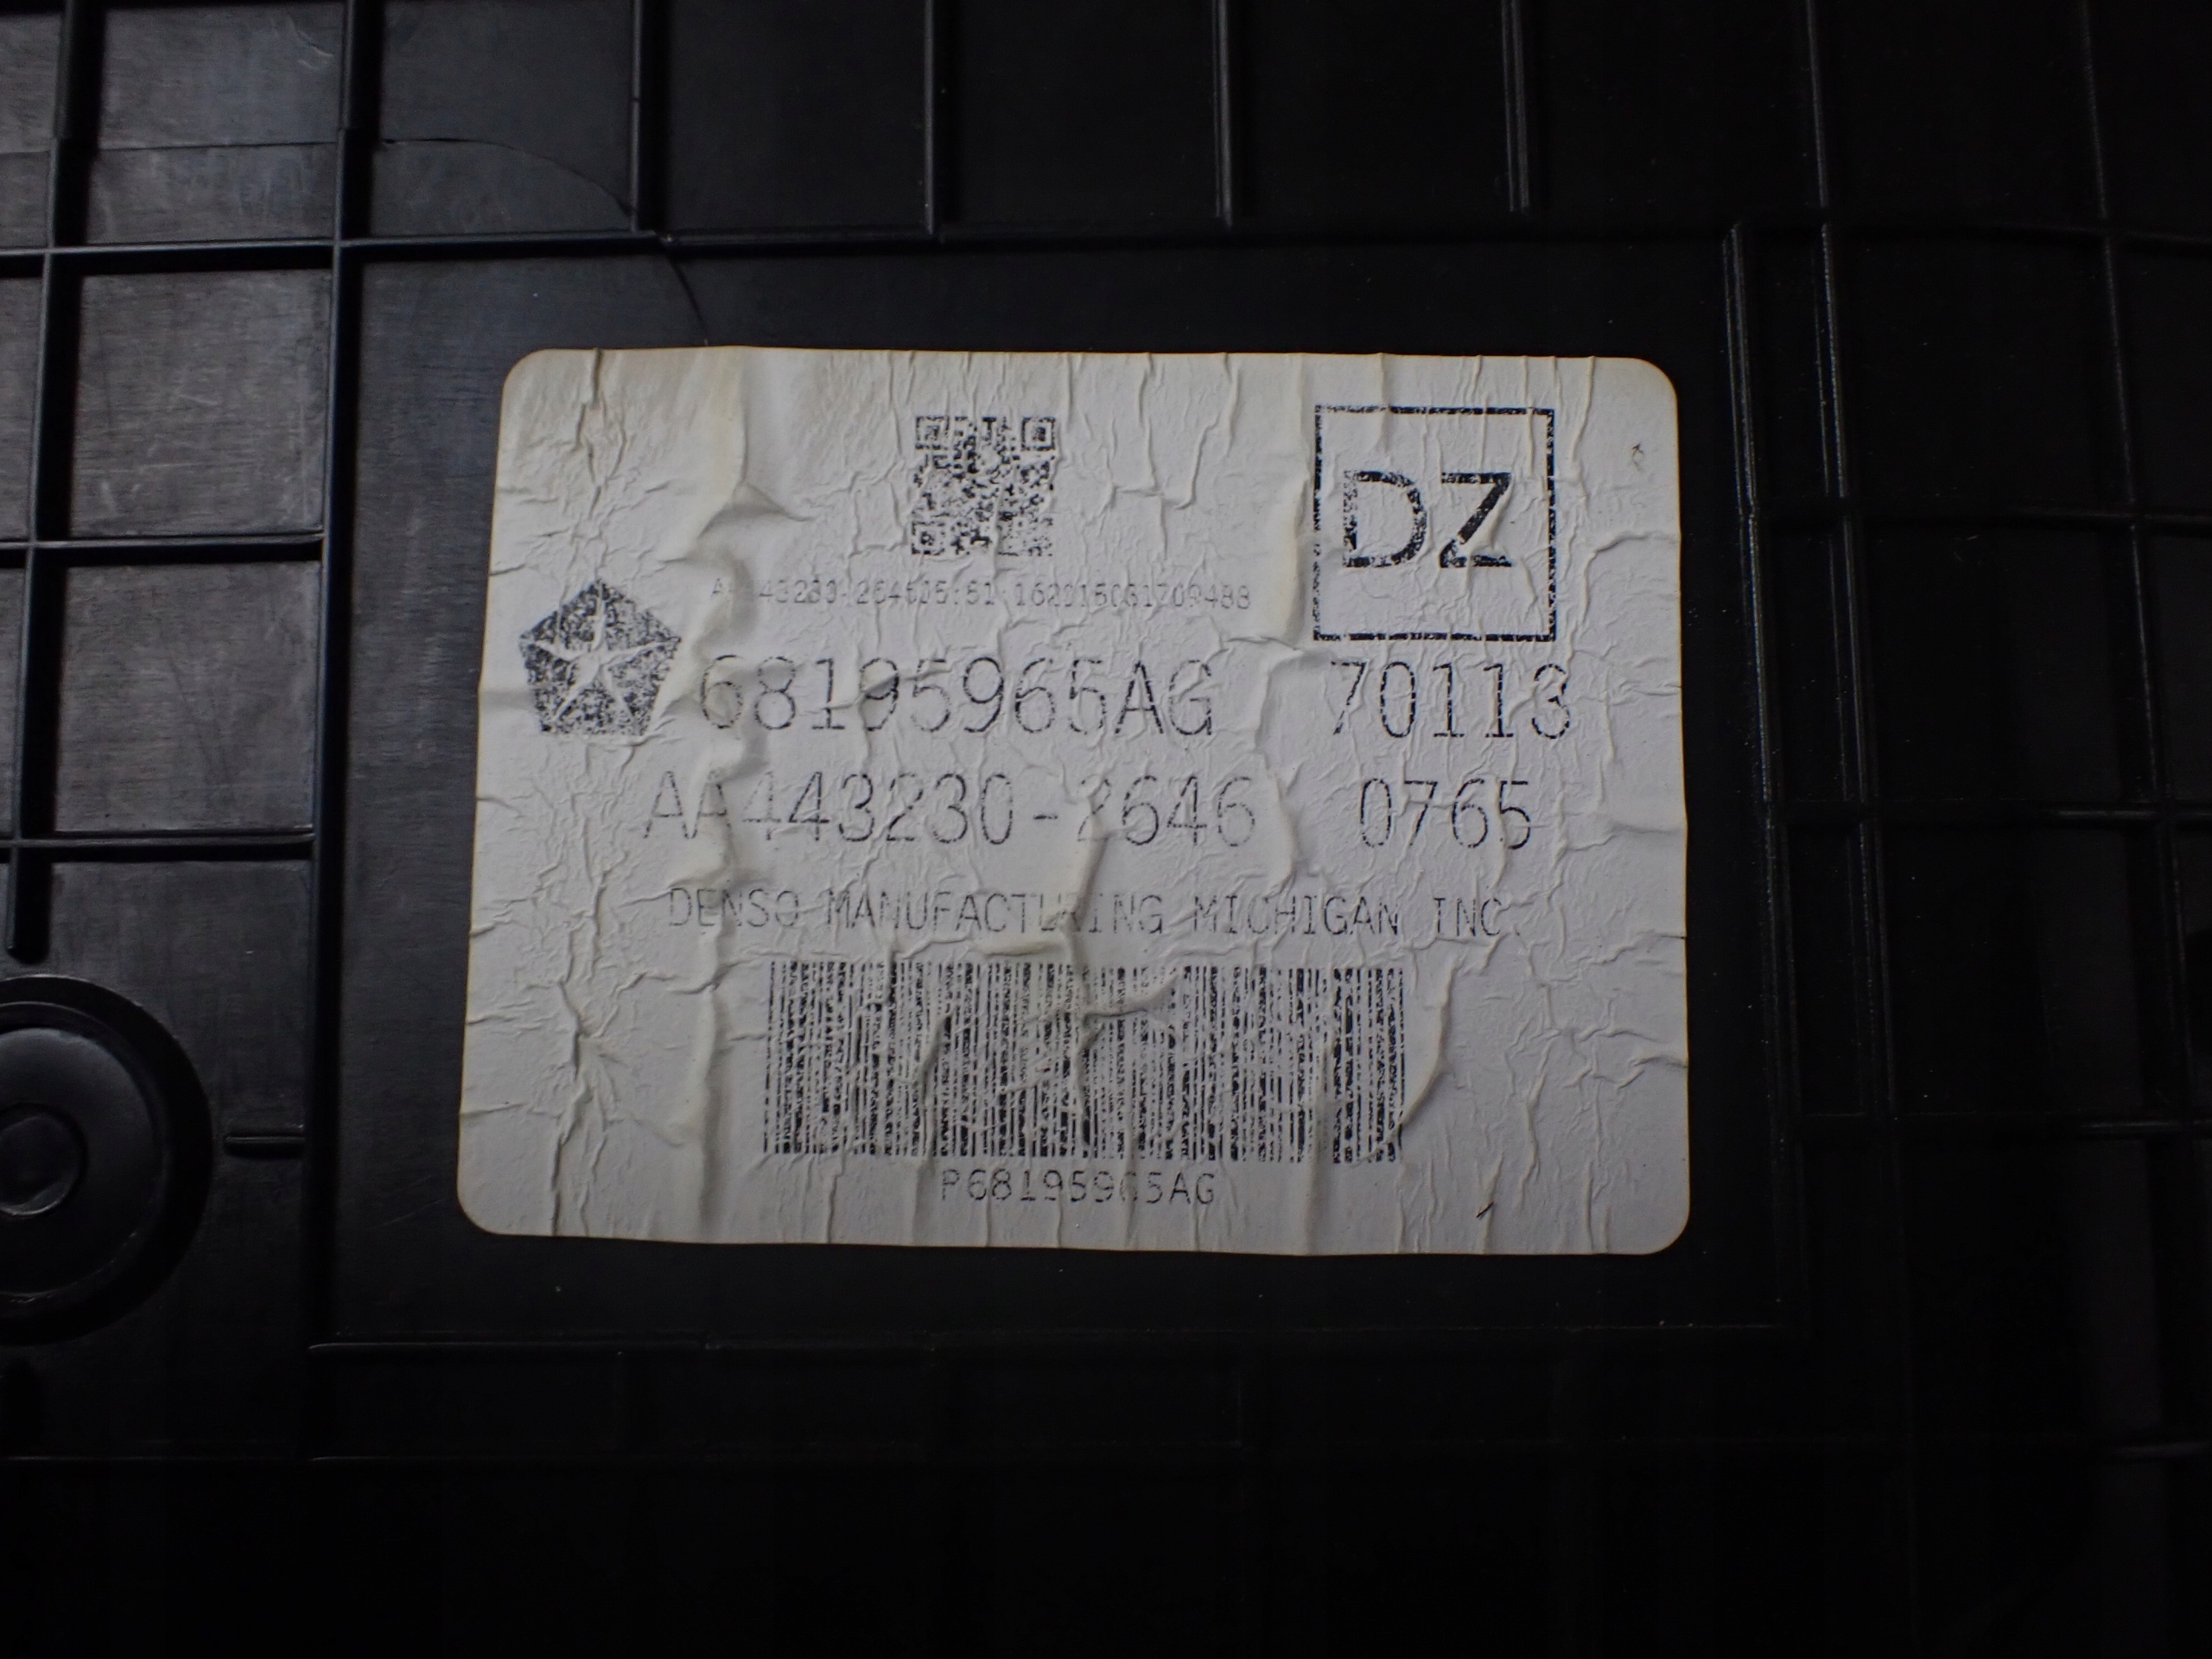 DZ
68195965AG 70113
AA443230-2646 0765
DENSO MANUFACTURING MICHIGAN INC.
P68195965AG